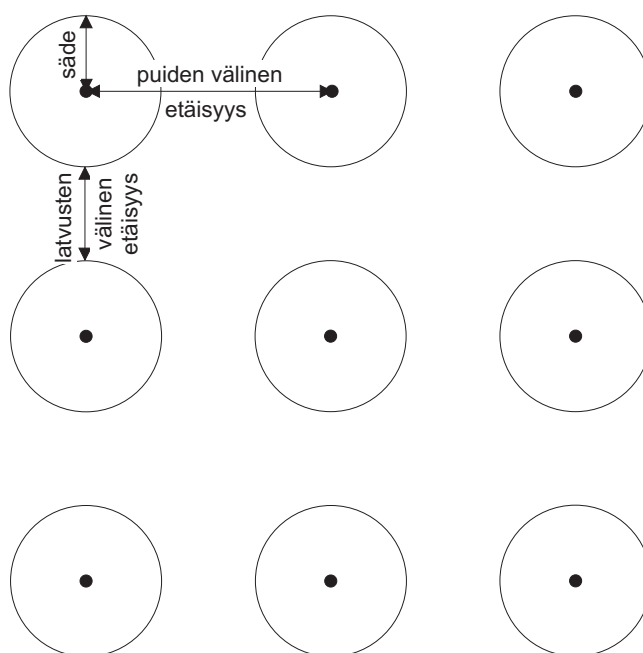 säde
puiden välinen
etäisyys
latvusten
välinen
etäisyys